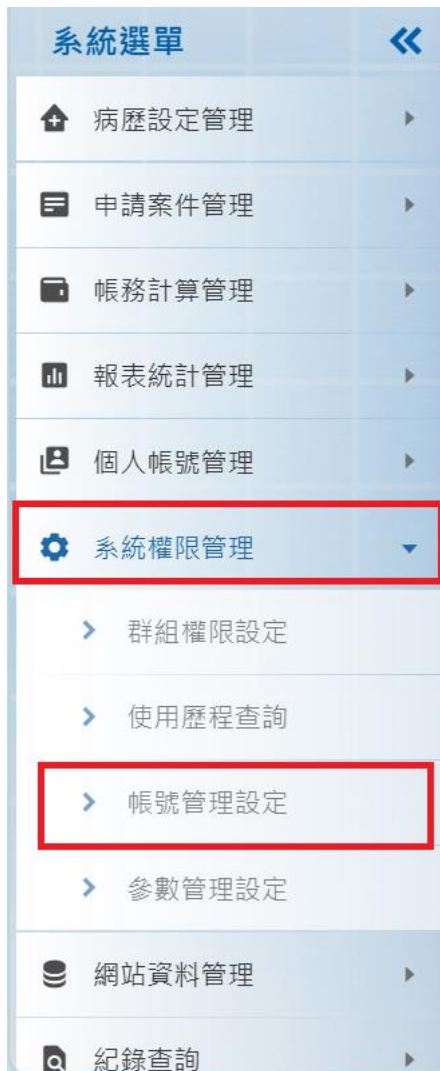 系統選單
病歷設定管理
申請案件管理
帳務計算管理
報表統計管理
個人帳號管理
系統權限管理
群組權限設定
使用歷程查詢
帳號管理設定
參數管理設定
網站資料管理
紀錄查詢